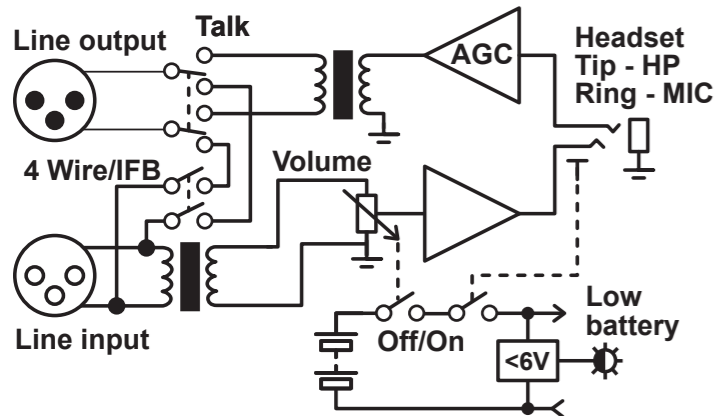 Talk
Line output
AGC
Headset
Tip - HP
Ring - MIC
4 Wire/IFB
Volume
Line input
Off/On
Low
battery
<6V